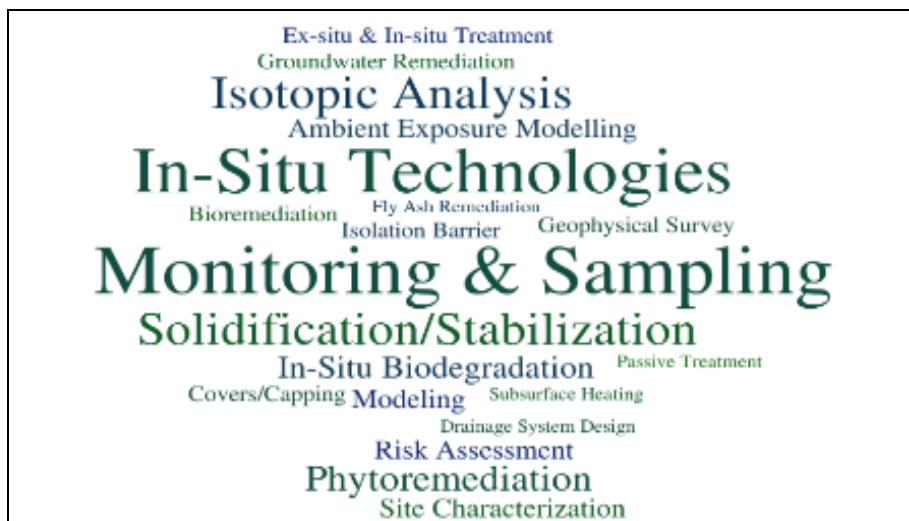 Ex-situ & In-situ Treatment
Groundwater Remediation
Isotopic Analysis
Ambient Exposure Modelling
In-Situ Technologies
Bioremediation
Fly Ash Remediation
Isolation Barrier
Geophysical Survey
Monitoring & Sampling
Solidification/Stabilization
In-Situ Biodegradation
Passive Treatment
Covers/Capping
Modeling
Subsurface Heating
Drainage System Design
Risk Assessment
Phytoremediation
Site Characterization